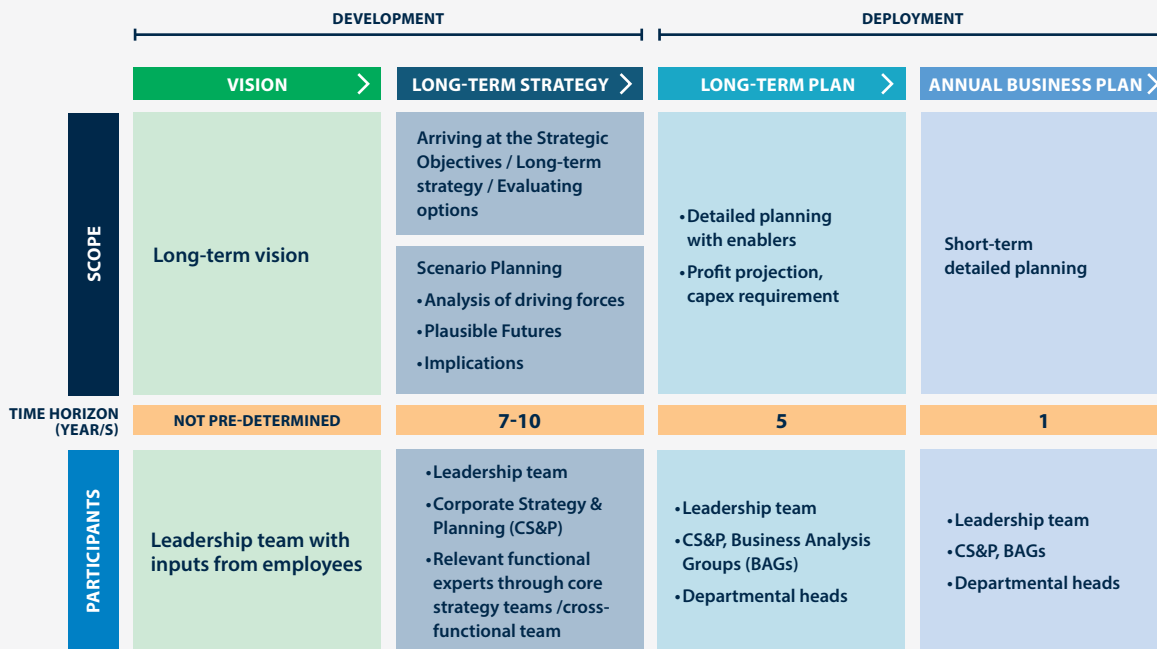 DEVELOPMENT
DEPLOYMENT
VISION
LONG-TERM STRATEGY
LONG-TERM PLAN
ANNUAL BUSINESS PLAN
SCOPE
Long-term vision
Arriving at the Strategic
Objectives / Long-term
strategy / Evaluating
options
Scenario Planning
•Analysis of driving forces
•Plausible Futures
•Implications
•Detailed planning
with enablers
•Profit projection,
capex requirement
Short-term
detailed planning
TIME HORIZON
(YEAR/S)
NOT PRE-DETERMINED
7-10
5
1
PARTICIPANTS
Leadership team with
inputs from employees
•Leadership team
•Corporate Strategy &
Planning (CS&P)
•Relevant functional
experts through core
strategy teams /cross-
functional team
•Leadership team
•CS&P, Business Analysis
Groups (BAGs)
•Departmental heads
•Leadership team
•CS&P, BAGs
•Departmental heads